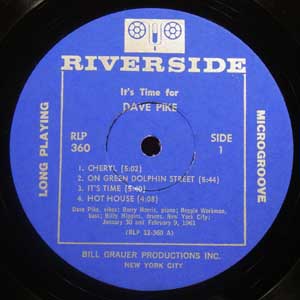 RIVERSIDE
It's Time for
DAVE PIKE
LONG PLAYING
MICROGROOVE
RLP
360
SIDE
1
1. CHERYL (5:02)
2. ON GREEN DOLPHIN STREET (5:44)
3. IT'S TIME (5:40)
4. HOT HOUSE (4:08)
Dave Pike, vibes; Barry Harris, piano; Reggie Workman,
bass; Billy Higgins, drums. New York City;
January 30 and February 9, 1961
(RLP 12-360 A)
BILL GRAUER PRODUCTIONS INC.
NEW YORK CITY